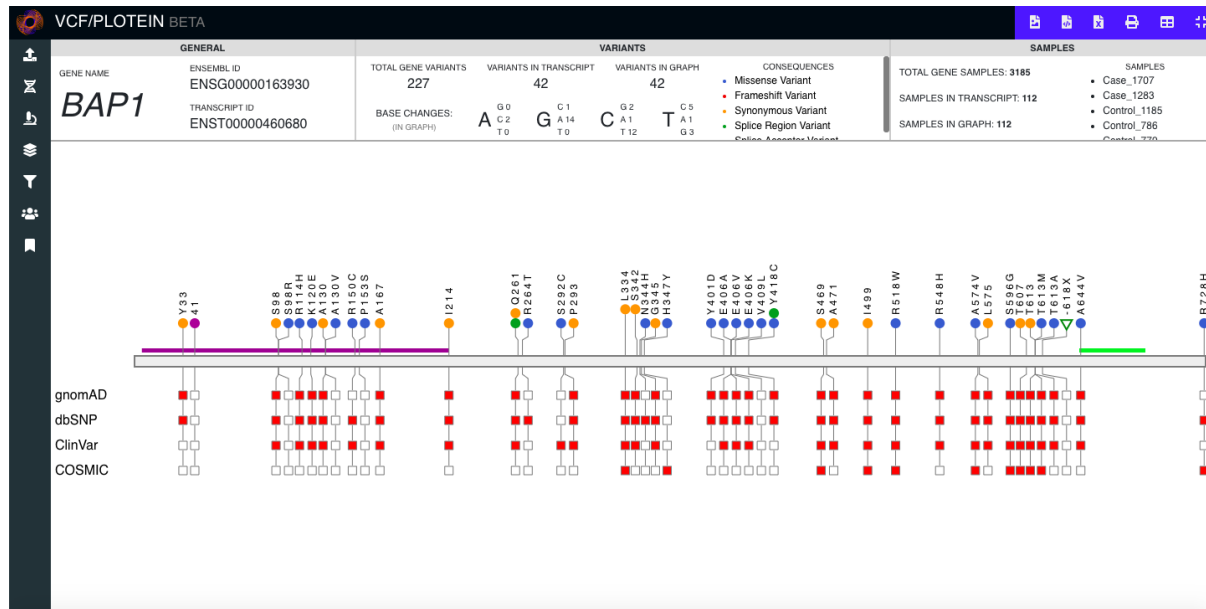 VCF/PLOTEIN BETA
GENERAL
GENE NAME
BAP1
ENSEMBL ID
ENSG00000163930
TRANSCRIPT ID
ENST00000460680
VARIANTS
TOTAL GENE VARIANTS
227
VARIANTS IN TRANSCRIPT
42
VARIANTS IN GRAPH
42
BASE CHANGES:
(IN GRAPH)
A G 0 C 2 T 0
G C 1 A 14 T 0
C G 2 A 1 T 12
T C 5 A 1 G 3
CONSEQUENCES
Missense Variant
Frameshift Variant
Synonymous Variant
Splice Region Variant
Splice Acceptor Variant
SAMPLES
TOTAL GENE SAMPLES: 3185
SAMPLES IN TRANSCRIPT: 112
SAMPLES IN GRAPH: 112
SAMPLES
Case_1707
Case_1283
Control_1185
Control_786
Control_770
Y33
41
S98
S98R
R114H
K120E
A130
A130V
R150C
P153S
A167
I214
Q261
R264T
S292C
P293
L334
S342
N344H
G345
H347Y
Y401D
E406A
E406V
E406K
V409L
Y418C
S469
A471
I499
R518W
R548H
A574V
L575
S596G
T607
T613
T613M
T613A
-618X
A644V
R728H
gnomAD
dbSNP
ClinVar
COSMIC